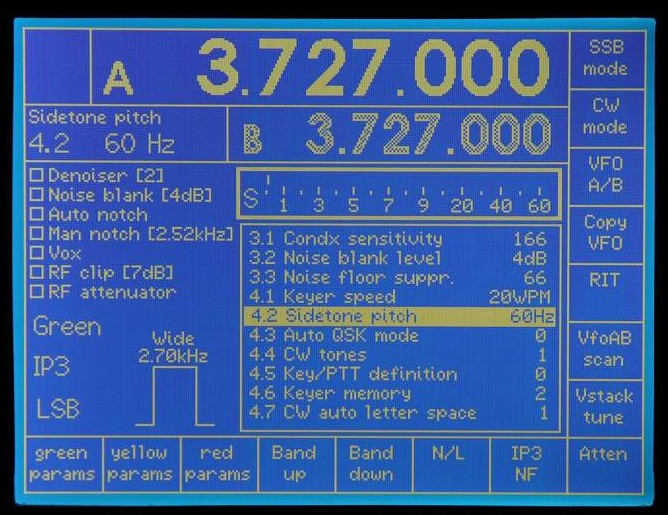 A 3.727.000
SSB
mode
Sidetone pitch
4.2 60 Hz
B 3.727.000
CW
mode
Denoiser [2]
Noise blank [4dB]
Auto notch
Man notch [2.52kHz]
Vox
RF clip [7dB]
RF attenuator
S 1 3 5 7 9 20 40 60
VFO
A/B
Copy
VFO
RIT
VfoAB
scan
Vstack
tune
Atten
3.1 Condx sensitivity 166
3.2 Noise blank level 4dB
3.3 Noise floor suppr. 66
4.1 Keyer speed 20WPM
4.2 Sidetone pitch 60Hz
4.3 Auto QSK mode 0
4.4 CW tones 1
4.5 Key/PTT definition 0
4.6 Keyer memory 2
4.7 CW auto letter space 1
Green
IP3
LSB
Wide
2.70kHz
green
params
yellow
params
red
params
Band
up
Band
down
N/L
IP3
NF